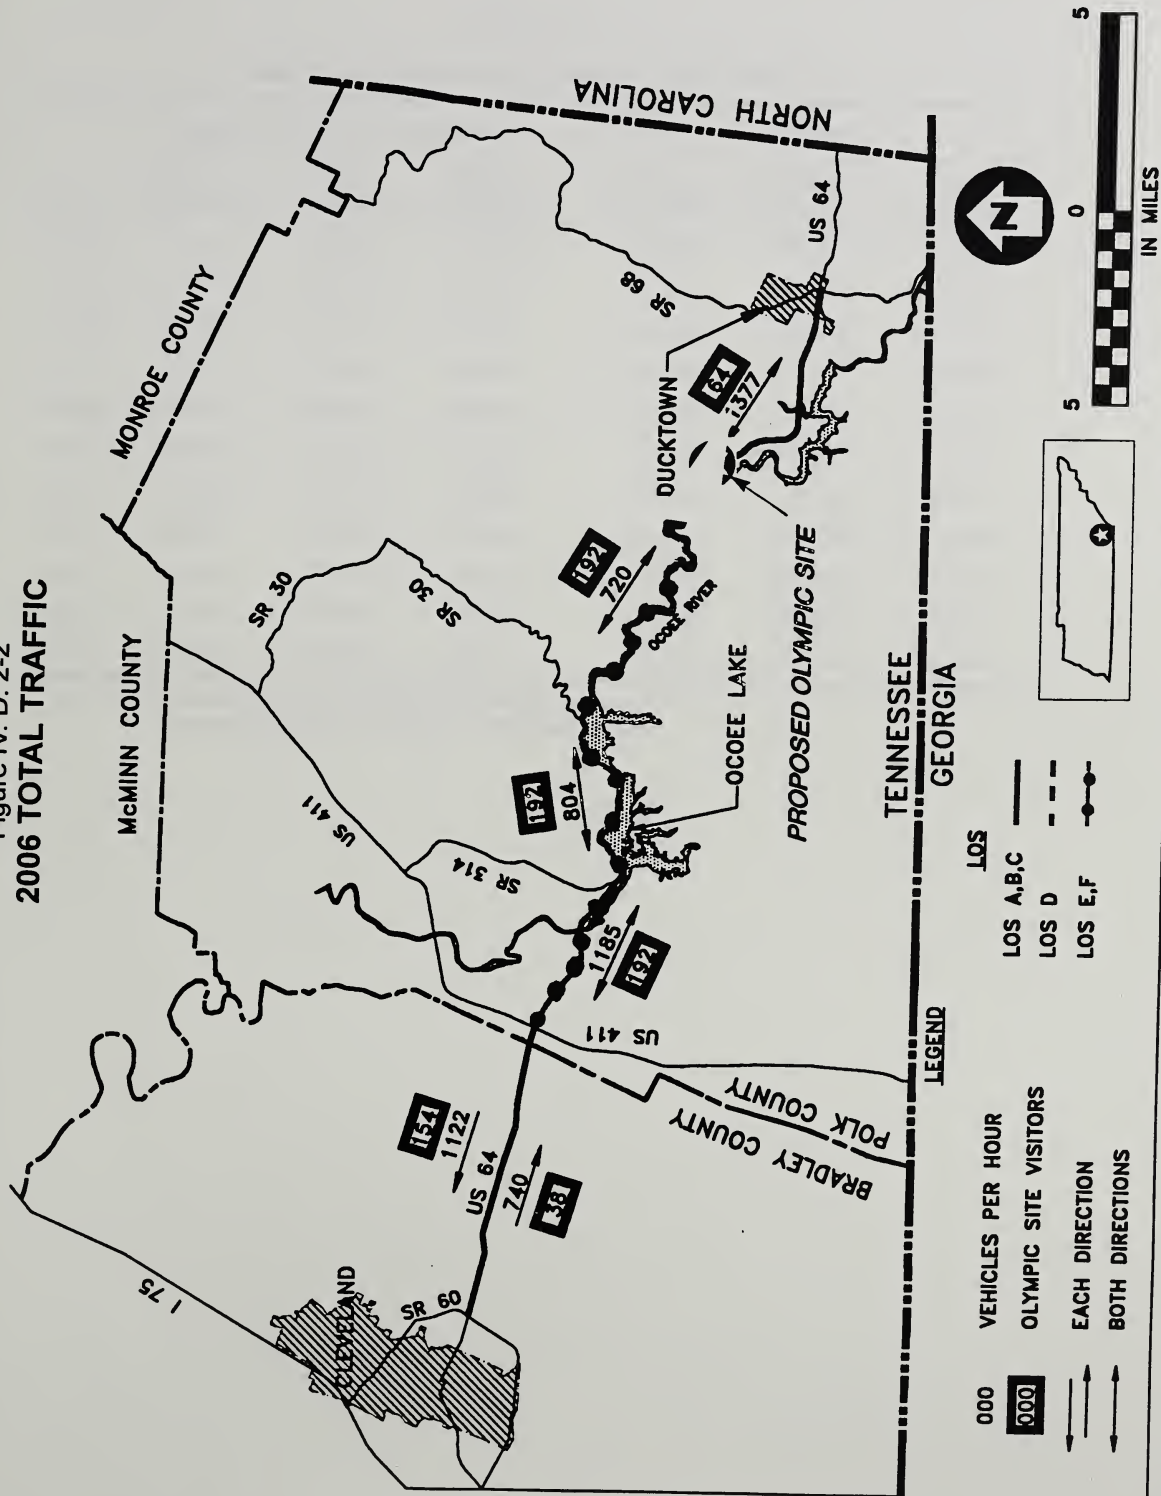 Figure IV. D. 2-2
2006 TOTAL TRAFFIC
MONROE COUNTY
McMINN COUNTY
NORTH CAROLINA
I 75
CLEVELAND
SR 60
US 64
154
1122
740
38
US 411
SR 314
SR 30
SR 30
US 411
BRADLEY COUNTY
POLK COUNTY
1185
192
192
804
192
720
OCOEE RIVER
OCOEE LAKE
PROPOSED OLYMPIC SITE
DUCKTOWN
64
1377
SR 68
US 64
TENNESSEE
GEORGIA
N
5 0 5
IN MILES
LEGEND
000 VEHICLES PER HOUR
000 OLYMPIC SITE VISITORS
EACH DIRECTION
BOTH DIRECTIONS
LOS
LOS A,B,C
LOS D
LOS E,F